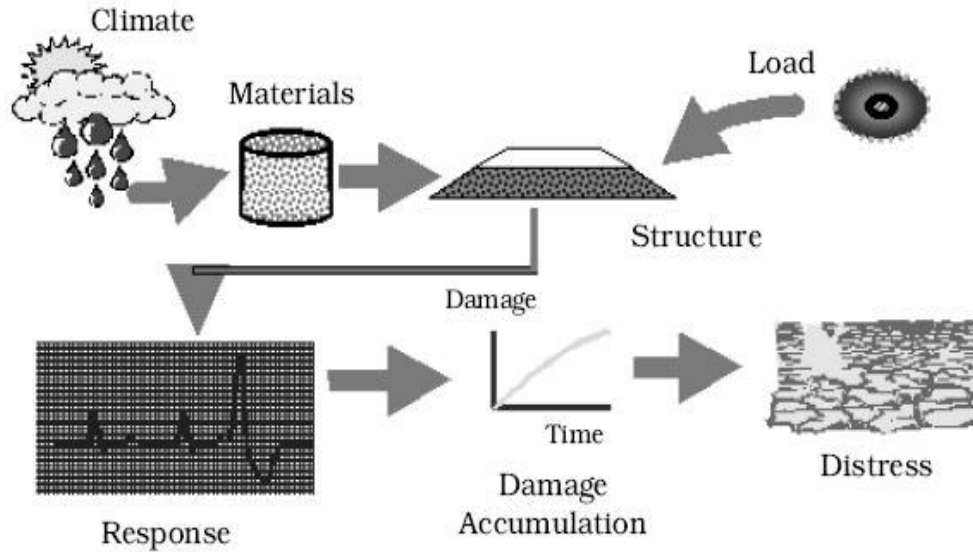 Climate
Load
Materials
Structure
Damage
Time
Response
Damage
Accumulation
Distress